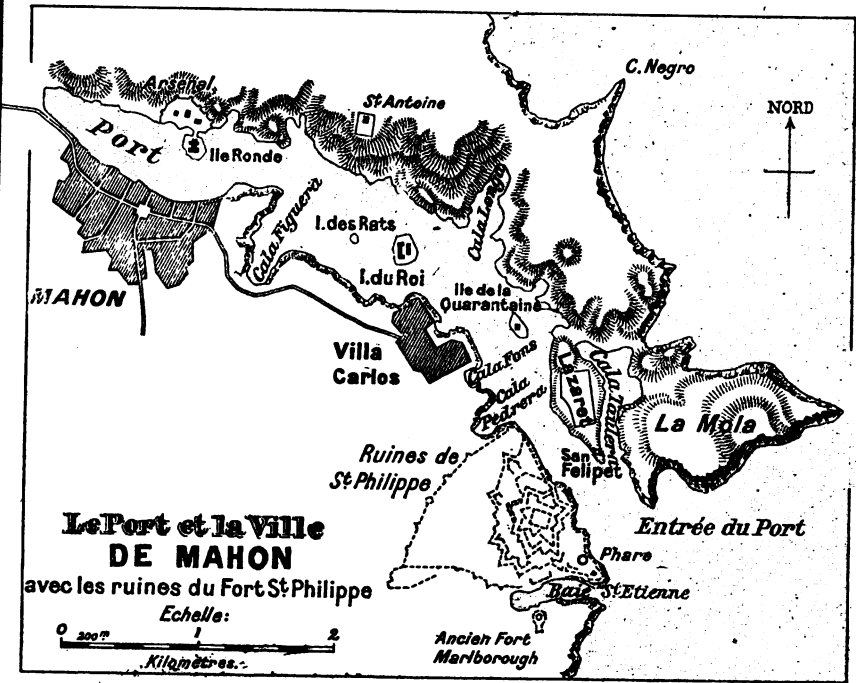 C. Negro
Arsenal.
St. Antoine
NORD
Port
Ile Ronde
Cala Figuera
I. des Rats
Cala Longa
I. du Roi
MAHON
Ile de la
Quarantaine
Villa
Carlos
Cala Fons
Cala
Pedrera
Lazaret
Cala Taulera
La Mola
San
Felipet
Ruines de
St. Philippe
Entrée du Port
Phare
Baie St. Etienne
Ancien Fort
Marlborough
Le Port et la Ville
DE MAHON
avec les ruines du Fort St. Philippe
Echelle:
0 200m 1 2
Kilomètres.